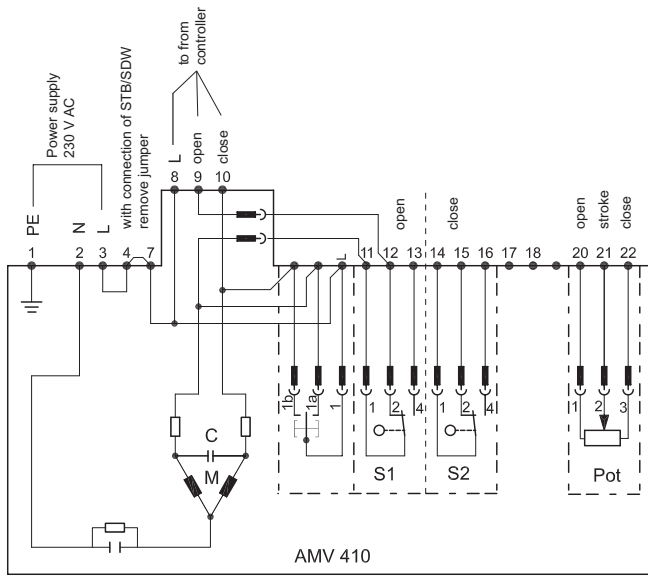 to from
controller
Power supply
230 V AC
with connection of STB/SDW
remove jumper
L
open
close
8 9 10
PE
N
L
1 2 3 4 7
open
close
open
stroke
close
L
11 12 13 14 15 16 17 18 20 21 22
1b 1a 1
1 2 4
1 2 4
1 2 3
S1
S2
Pot
C
M
AMV 410